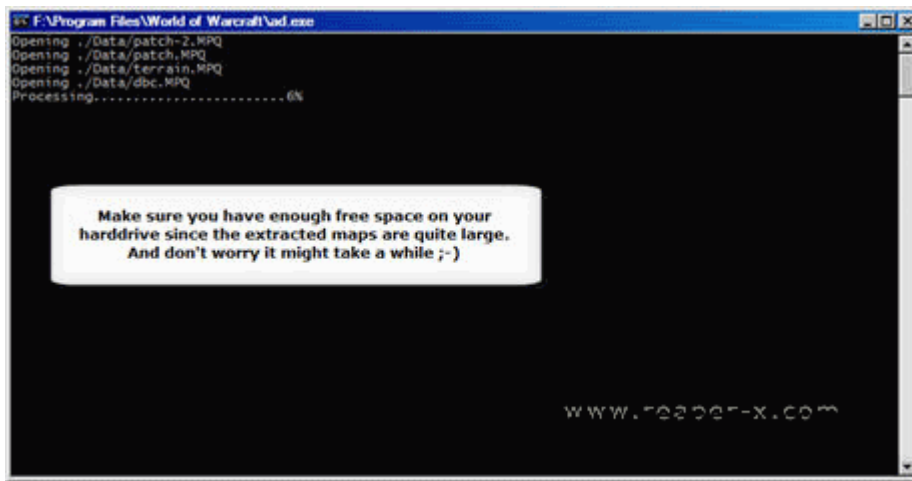 F:\Program Files\World of Warcraft\ad.exe
Opening ./Data/patch-2.MPQ
Opening ./Data/patch.MPQ
Opening ./Data/terrain.MPQ
Opening ./Data/dbc.MPQ
Processing........................6%
Make sure you have enough free space on your
harddrive since the extracted maps are quite large.
And don't worry it might take a while ;-)
www.reaper-x.com